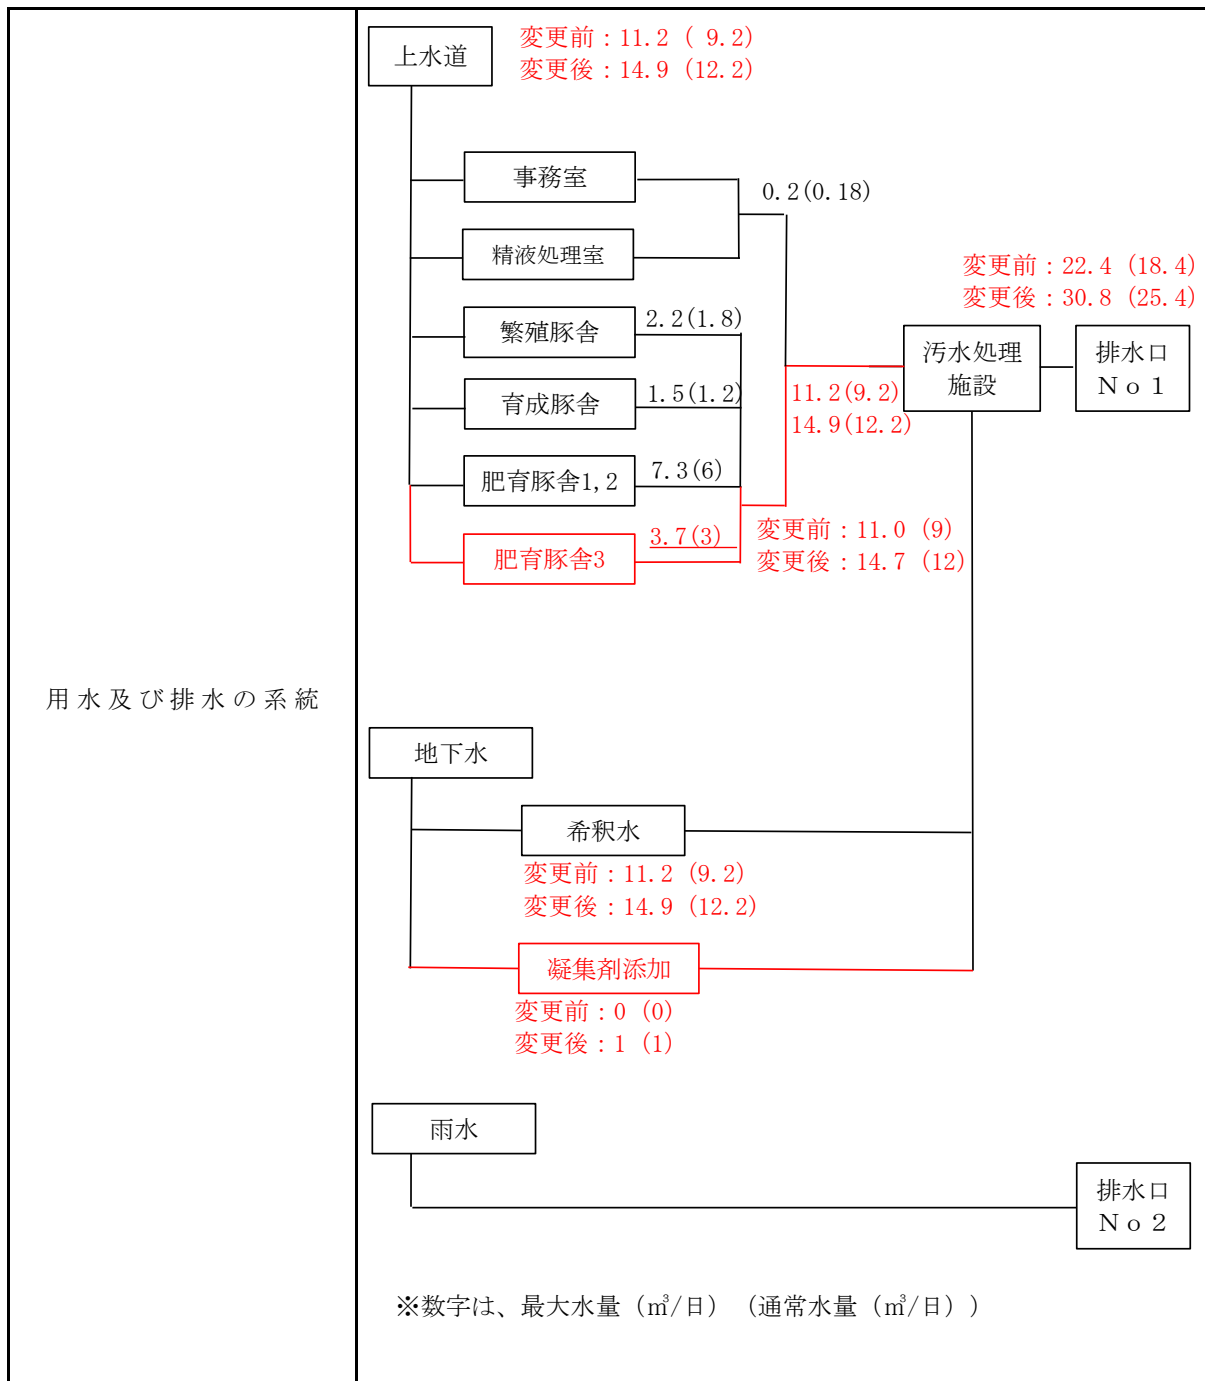 用水及び排水の系統
上水道
変更前：11.2 ( 9.2)
変更後：14.9 (12.2)
事務室
0.2(0.18)
精液処理室
変更前：22.4 (18.4)
変更後：30.8 (25.4)
繁殖豚舎
2.2(1.8)
汚水処理
施設
排水口
Ｎｏ１
育成豚舎
1.5(1.2)
11.2(9.2)
14.9(12.2)
肥育豚舎1,2
7.3(6)
肥育豚舎3
3.7(3)
変更前：11.0 (9)
変更後：14.7 (12)
地下水
希釈水
変更前：11.2 (9.2)
変更後：14.9 (12.2)
凝集剤添加
変更前：0 (0)
変更後：1 (1)
雨水
排水口
Ｎｏ２
※数字は、最大水量（㎥/日）（通常水量（㎥/日））